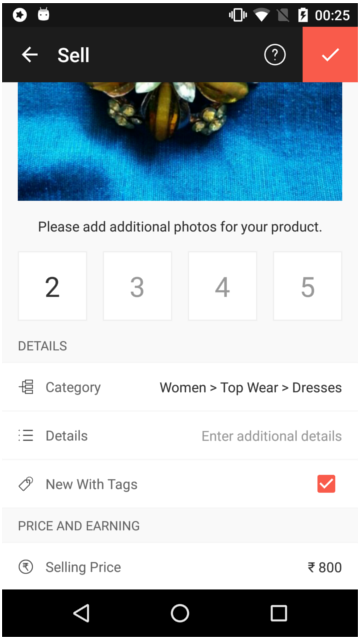 00:25
Sell
Please add additional photos for your product.
2 3 4 5
DETAILS
Category Women > Top Wear > Dresses
Details Enter additional details
New With Tags
PRICE AND EARNING
Selling Price ₹ 800